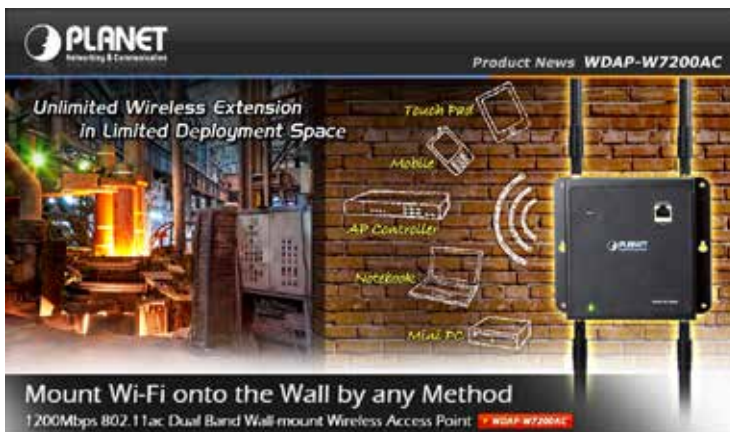 PLANET
Networking & Communication
Product News WDAP-W7200AC
Unlimited Wireless Extension
in Limited Deployment Space
Touch Pad
Mobile
AP Controller
Notebook
Mini PC
PLANET
Mount Wi-Fi onto the Wall by any Method
1200Mbps 802.11ac Dual Band Wall-mount Wireless Access Point
WDAP-W7200AC